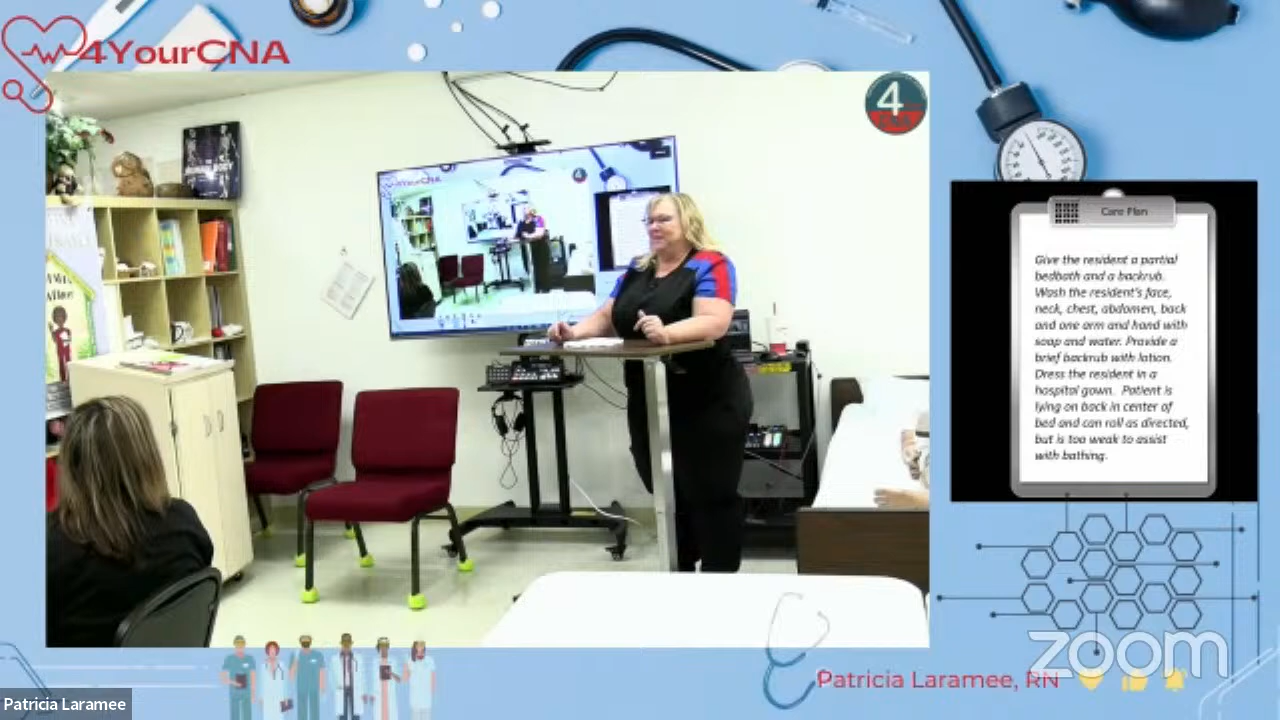 4YourCNA
4
CNA
Care Plan
Give the resident a partial
bedbath and a backrub.
Wash the resident's face,
neck, chest, abdomen, back
and one arm and hand with
soap and water. Provide a
brief backrub with lotion.
Dress the resident in a
hospital gown. Patient is
lying on back in center of
bed and can roll as directed,
but is too weak to assist
with bathing.
zoom
Patricia Laramee, RN
Patricia Laramee